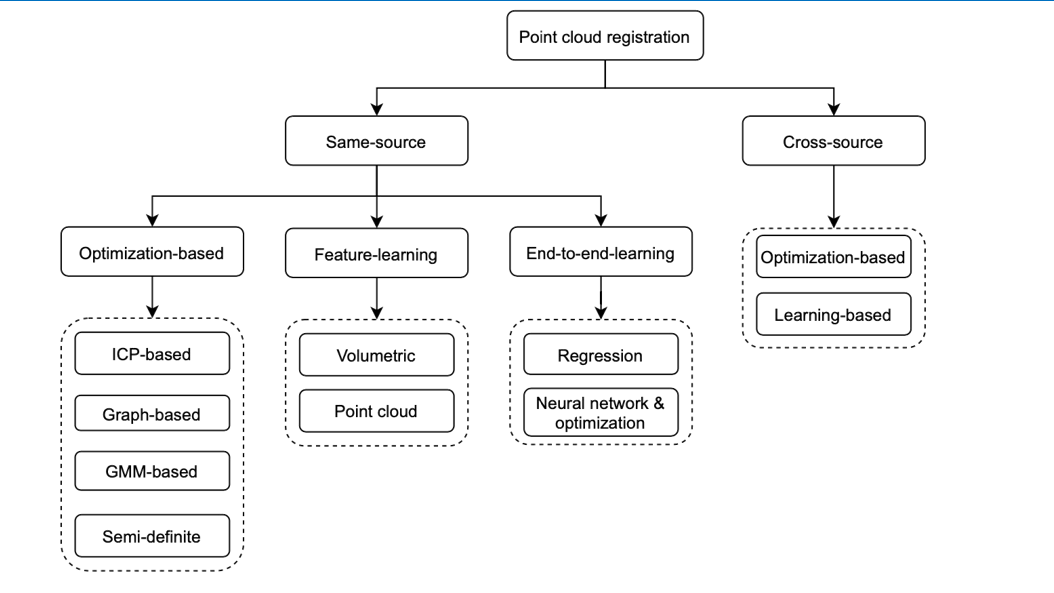 Point cloud registration
Same-source
Cross-source
Optimization-based
Feature-learning
End-to-end-learning
Optimization-based
Learning-based
ICP-based
Graph-based
GMM-based
Semi-definite
Volumetric
Point cloud
Regression
Neural network &
optimization